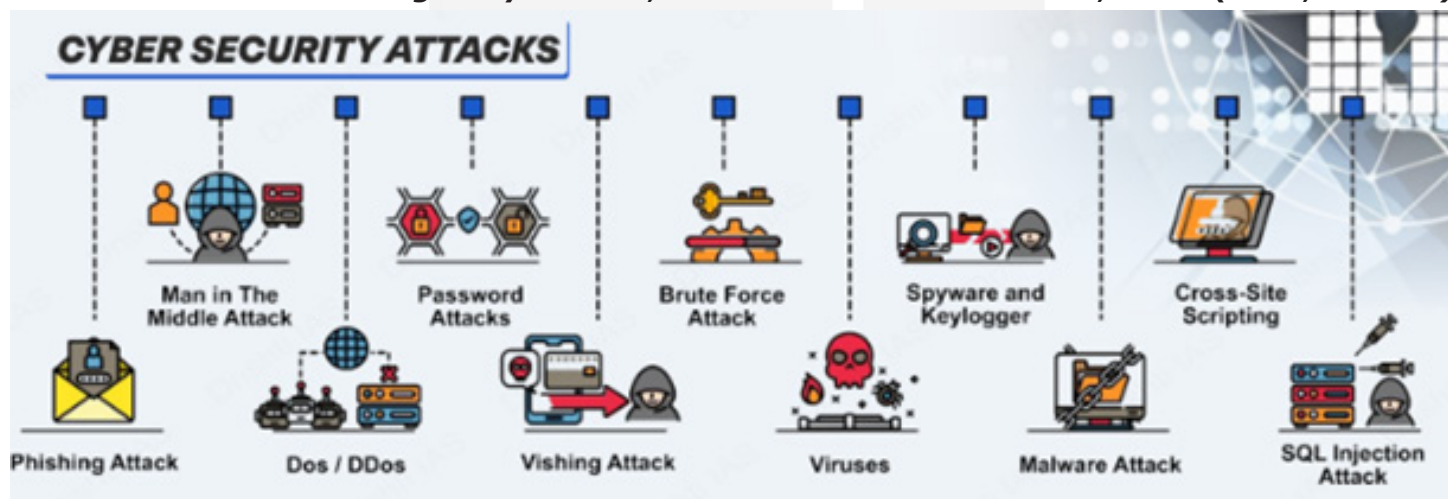 CYBER SECURITY ATTACKS
Man in The
Middle Attack
Password
Attacks
Brute Force
Attack
Spyware and
Keylogger
Cross-Site
Scripting
Phishing Attack
Dos / DDos
Vishing Attack
Viruses
Malware Attack
SQL Injection
Attack